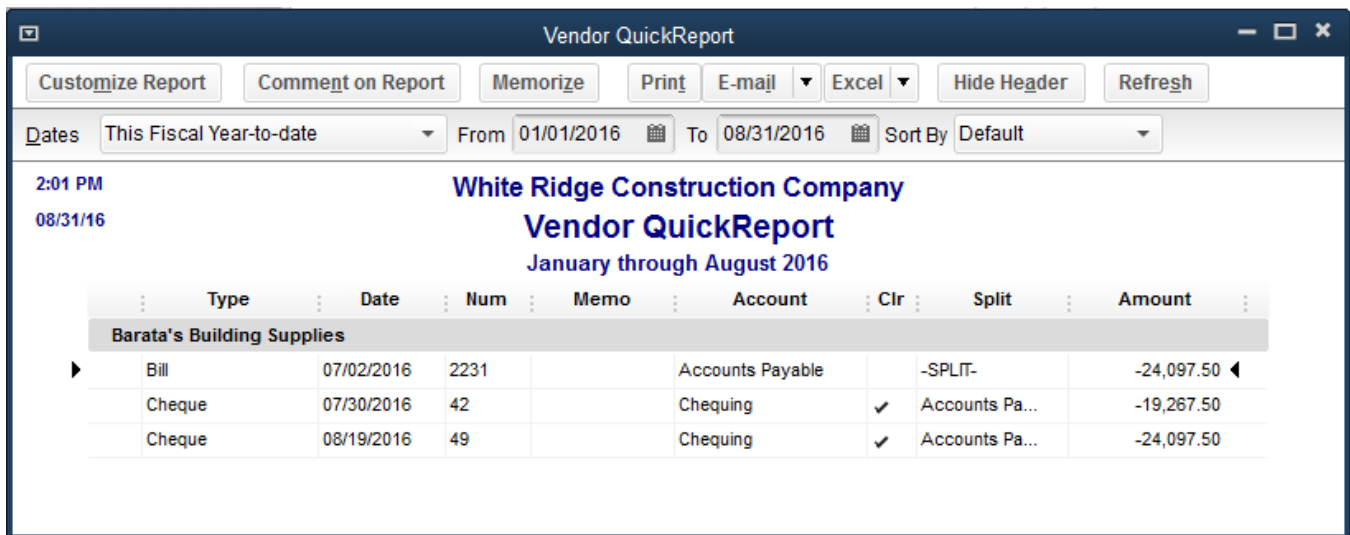 Vendor QuickReport
Customize Report Comment on Report Memorize Print E-mail Excel Hide Header Refresh
Dates This Fiscal Year-to-date From 01/01/2016 To 08/31/2016 Sort By Default
2:01 PM
White Ridge Construction Company
08/31/16
Vendor QuickReport
January through August 2016
Type Date Num Memo Account Clr Split Amount
Barata's Building Supplies
Bill 07/02/2016 2231 Accounts Payable -SPLIT- -24,097.50
Cheque 07/30/2016 42 Chequing ✓ Accounts Pa... -19,267.50
Cheque 08/19/2016 49 Chequing ✓ Accounts Pa... -24,097.50